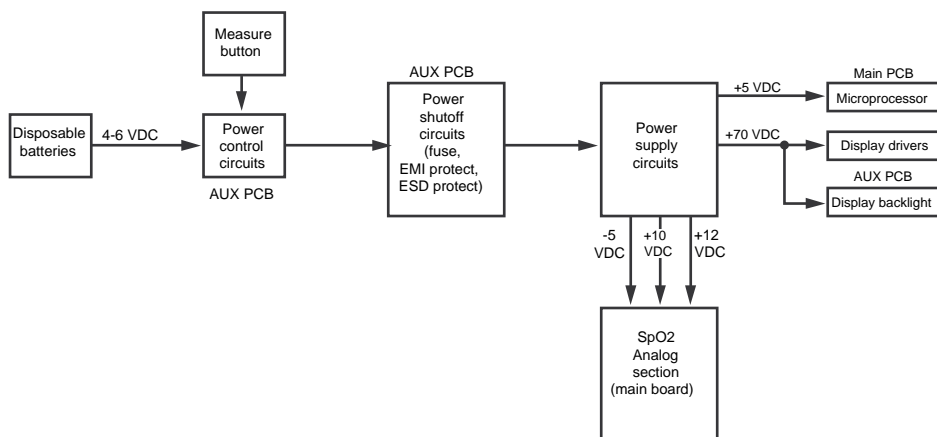 Measure
button
Disposable
batteries
4-6 VDC
Power
control
circuits
AUX PCB
AUX PCB
Power
shutoff
circuits
(fuse,
EMI protect,
ESD protect)
Power
supply
circuits
+5 VDC
Main PCB
Microprocessor
+70 VDC
Display drivers
AUX PCB
Display backlight
-5
VDC
+10
VDC
+12
VDC
SpO2
Analog
section
(main board)